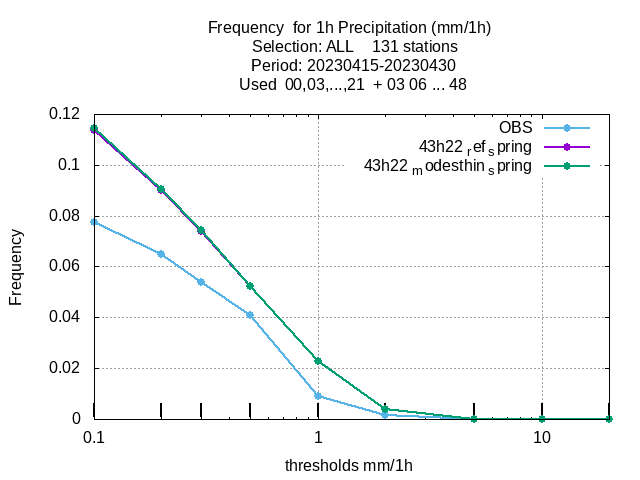 Frequency  for 1h Precipitation (mm/1h)
Selection: ALL    131 stations
Period: 20230415-20230430
Used  00,03,...,21  + 03 06 ... 48
OBS
43h22 ref spring
43h22 modesthin spring
0.12
0.1
0.08
0.06
0.04
0.02
0
Frequency
0.1 1 10
thresholds mm/1h